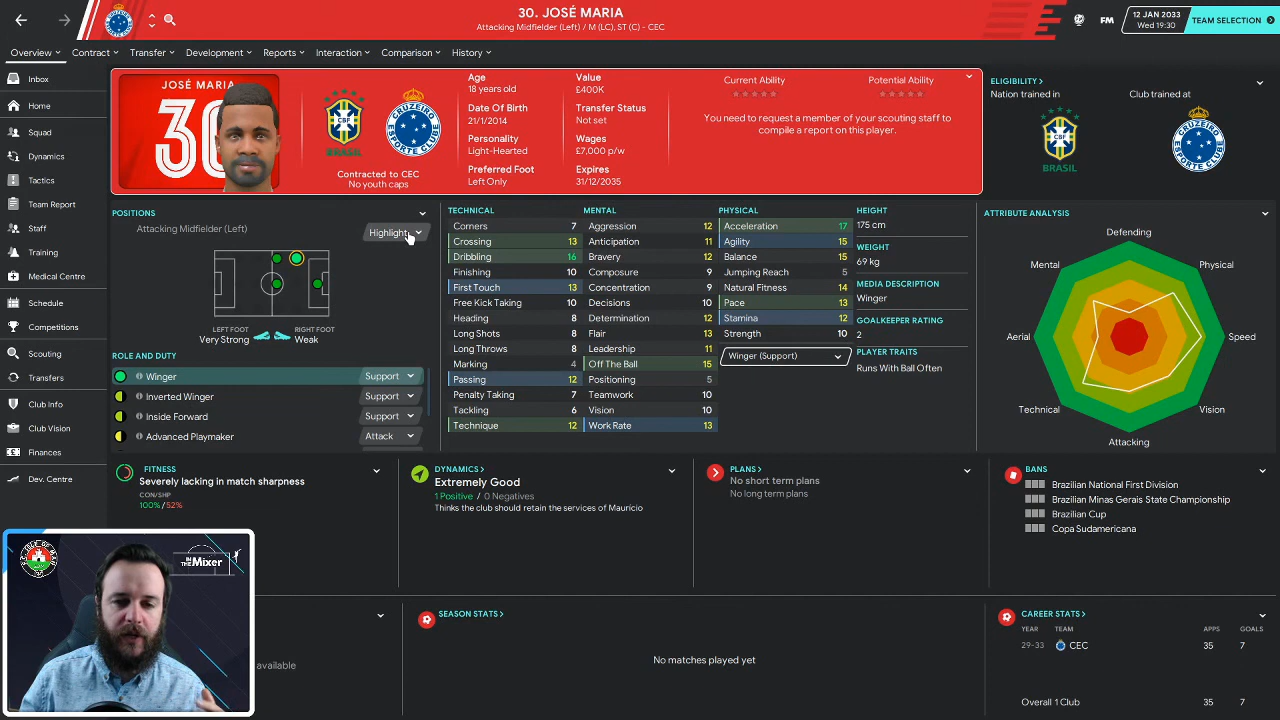 30. JOSÉ MARIA
Attacking Midfielder (Left) / M (LC), ST (C) - CEC
FM
12 JAN 2033
Wed 19:30
TEAM SELECTION
Overview
Contract
Transfer
Development
Reports
Interaction
Comparison
History
Inbox
Home
Squad
Dynamics
Tactics
Team Report
Staff
Training
Medical Centre
Schedule
Competitions
Scouting
Transfers
Club Info
Club Vision
Finances
Dev. Centre
JOSÉ MARIA
30
BRASIL
Contracted to CEC
No youth caps
Age
18 years old
Date Of Birth
21/1/2014
Personality
Light-Hearted
Preferred Foot
Left Only
Value
£400K
Transfer Status
Not set
Wages
£7,000 p/w
Expires
31/12/2035
Current Ability
Potential Ability
You need to request a member of your scouting staff to
compile a report on this player.
ELIGIBILITY >
Nation trained in
Club trained at
BRASIL
POSITIONS
Attacking Midfielder (Left)
Highlight
LEFT FOOT
Very Strong
RIGHT FOOT
Weak
ROLE AND DUTY
Winger Support
Inverted Winger Support
Inside Forward Support
Advanced Playmaker Attack
TECHNICAL
Corners 7
Crossing 13
Dribbling 16
Finishing 10
First Touch 13
Free Kick Taking 10
Heading 8
Long Shots 8
Long Throws 8
Marking 4
Passing 12
Penalty Taking 7
Tackling 6
Technique 12
MENTAL
Aggression 12
Anticipation 11
Bravery 12
Composure 9
Concentration 9
Decisions 10
Determination 12
Flair 13
Leadership 11
Off The Ball 15
Positioning 5
Teamwork 10
Vision 10
Work Rate 13
PHYSICAL
Acceleration 17
Agility 15
Balance 15
Jumping Reach 5
Natural Fitness 14
Pace 13
Stamina 12
Strength 10
Winger (Support)
HEIGHT
175 cm
WEIGHT
69 kg
MEDIA DESCRIPTION
Winger
GOALKEEPER RATING
2
PLAYER TRAITS
Runs With Ball Often
ATTRIBUTE ANALYSIS
Defending
Mental
Physical
Aerial
Speed
Technical
Vision
Attacking
FITNESS
Severely lacking in match sharpness
CON/SHP
100%/52%
DYNAMICS >
Extremely Good
1 Positive / 0 Negatives
Thinks the club should retain the services of Maurício
PLANS >
No short term plans
No long term plans
BANS
Brazilian National First Division
Brazilian Minas Gerais State Championship
Brazilian Cup
Copa Sudamericana
IN THE Mixer
available
SEASON STATS >
No matches played yet
CAREER STATS >
YEAR TEAM APPS GOALS
29-33 CEC 35 7
Overall 1 Club 35 7